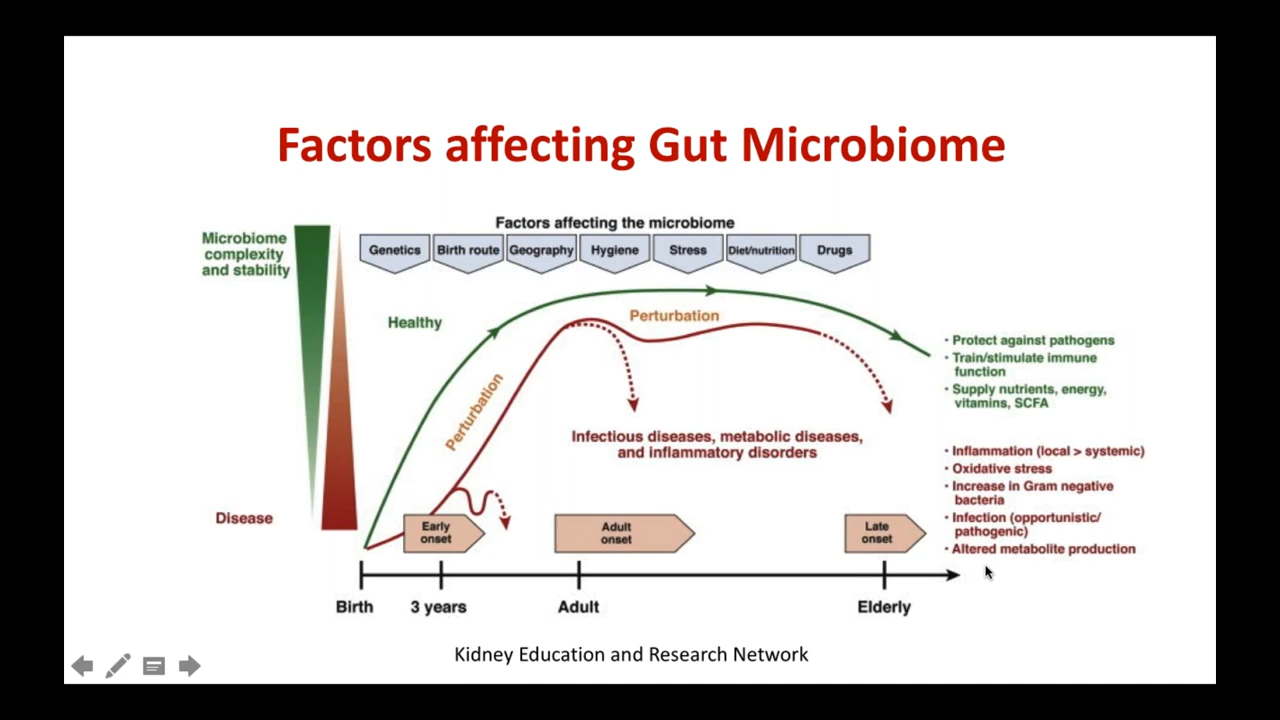 Factors affecting Gut Microbiome
Factors affecting the microbiome
Microbiome
complexity
and stability
Genetics
Birth route
Geography
Hygiene
Stress
Diet/nutrition
Drugs
Healthy
Perturbation
Perturbation
• Protect against pathogens
• Train/stimulate immune
function
• Supply nutrients, energy,
vitamins, SCFA
Infectious diseases, metabolic diseases,
and inflammatory disorders
• Inflammation (local > systemic)
• Oxidative stress
• Increase in Gram negative
bacteria
• Infection (opportunistic/
pathogenic)
• Altered metabolite production
Disease
Early
onset
Adult
onset
Late
onset
Birth
3 years
Adult
Elderly
Kidney Education and Research Network